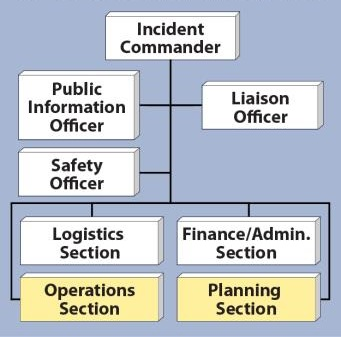 Incident
Commander
Public
Information
Officer
Liaison
Officer
Safety
Officer
Logistics
Section
Finance/Admin.
Section
Operations
Section
Planning
Section